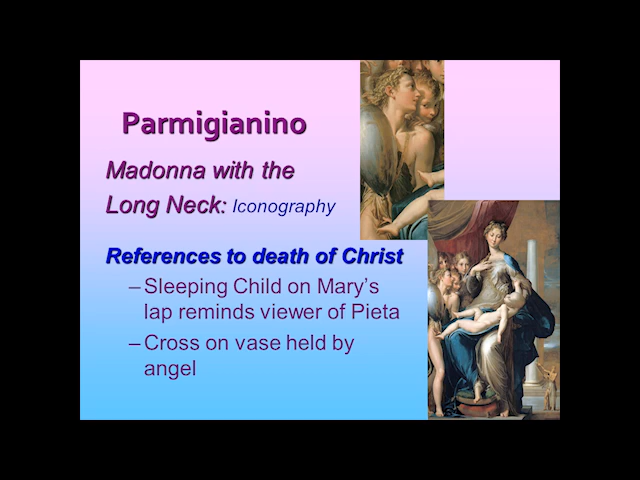 Parmigianino
Madonna with the
Long Neck: Iconography
References to death of Christ
– Sleeping Child on Mary's
lap reminds viewer of Pieta
– Cross on vase held by
angel